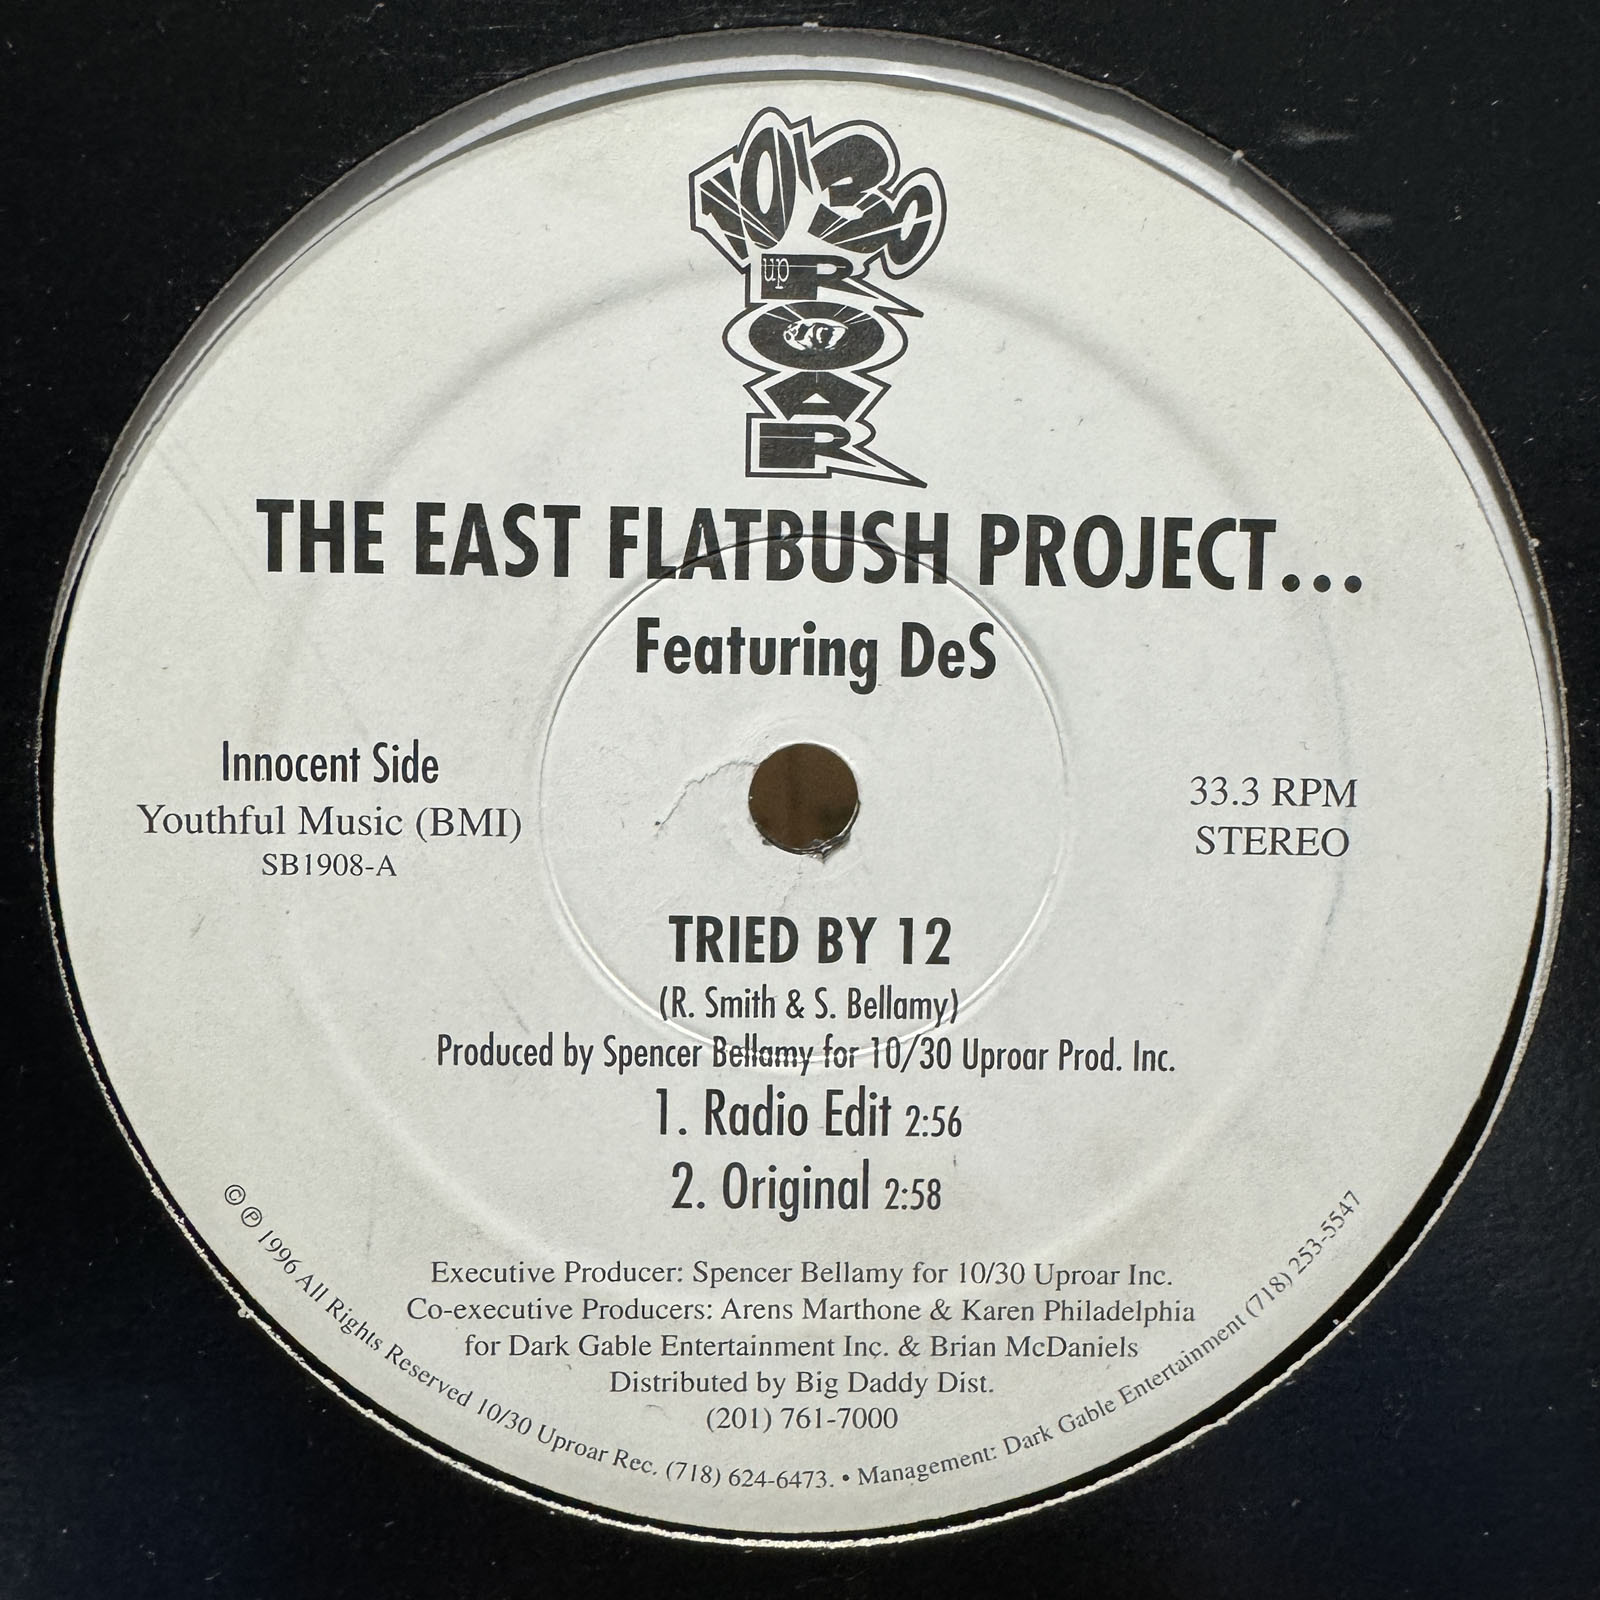 10/30
upROAR
THE EAST FLATBUSH PROJECT...
Featuring DeS
Innocent Side
Youthful Music (BMI)
SB1908-A
33.3 RPM
STEREO
TRIED BY 12
(R. Smith & S. Bellamy)
Produced by Spencer Bellamy for 10/30 Uproar Prod. Inc.
1. Radio Edit 2:56
2. Original 2:58
Executive Producer: Spencer Bellamy for 10/30 Uproar Inc.
Co-executive Producers: Arens Marthone & Karen Philadelphia
for Dark Gable Entertainment Inc. & Brian McDaniels
Distributed by Big Daddy Dist.
(201) 761-7000
© ℗ 1996 All Rights Reserved 10/30 Uproar Rec. (718) 624-6473. • Management: Dark Gable Entertainment (718) 253-5547